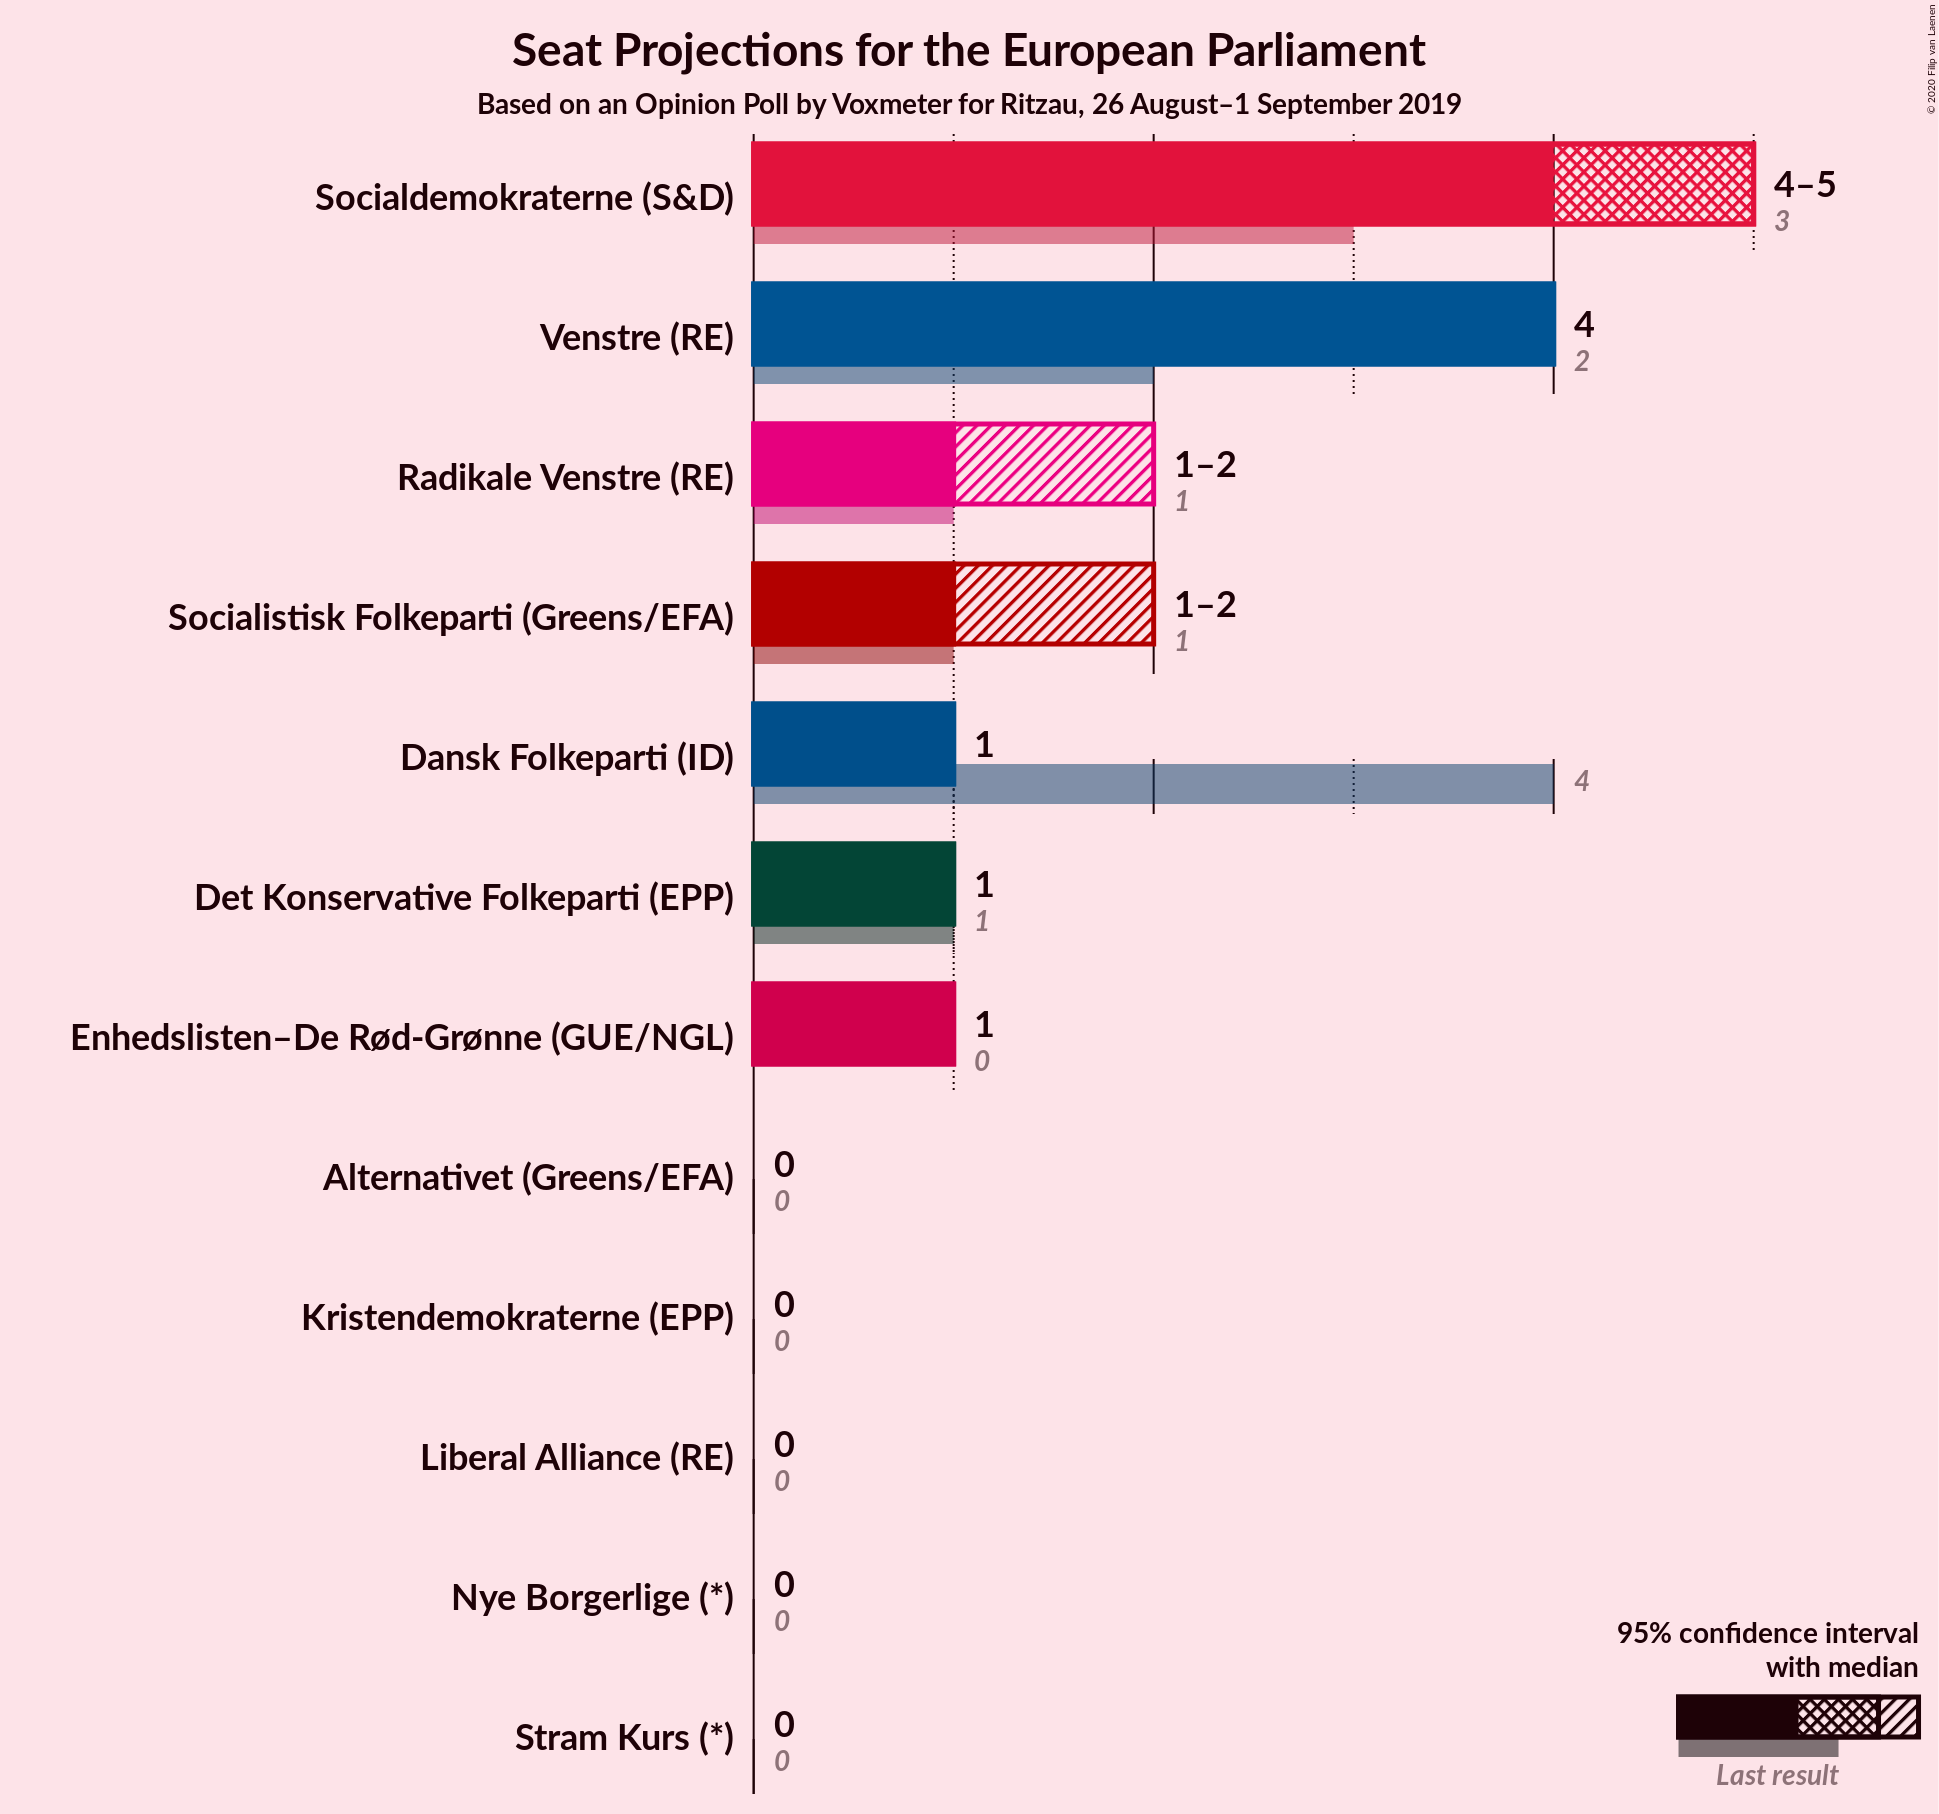 Seat Projections for the European Parliament
Based on an Opinion Poll by Voxmeter for Ritzau, 26 August–1 September 2019
© 2020 Filip van Laenen
Socialdemokraterne (S&D)
4–5
3
Venstre (RE)
4
2
Radikale Venstre (RE)
1–2
1
Socialistisk Folkeparti (Greens/EFA)
1–2
1
Dansk Folkeparti (ID)
1
4
Det Konservative Folkeparti (EPP)
1
1
Enhedslisten–De Rød-Grønne (GUE/NGL)
1
0
Alternativet (Greens/EFA)
0
0
Kristendemokraterne (EPP)
0
0
Liberal Alliance (RE)
0
0
Nye Borgerlige (*)
0
0
Stram Kurs (*)
0
0
95% confidence interval
with median
Last result